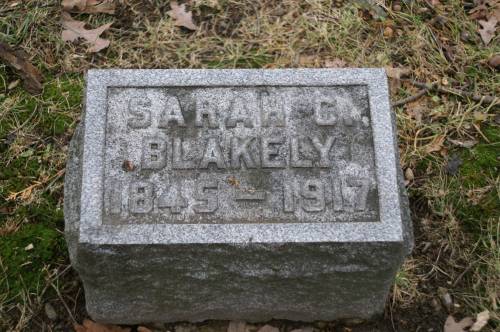 SARAH C.
BLAKELY
1845 – 1917